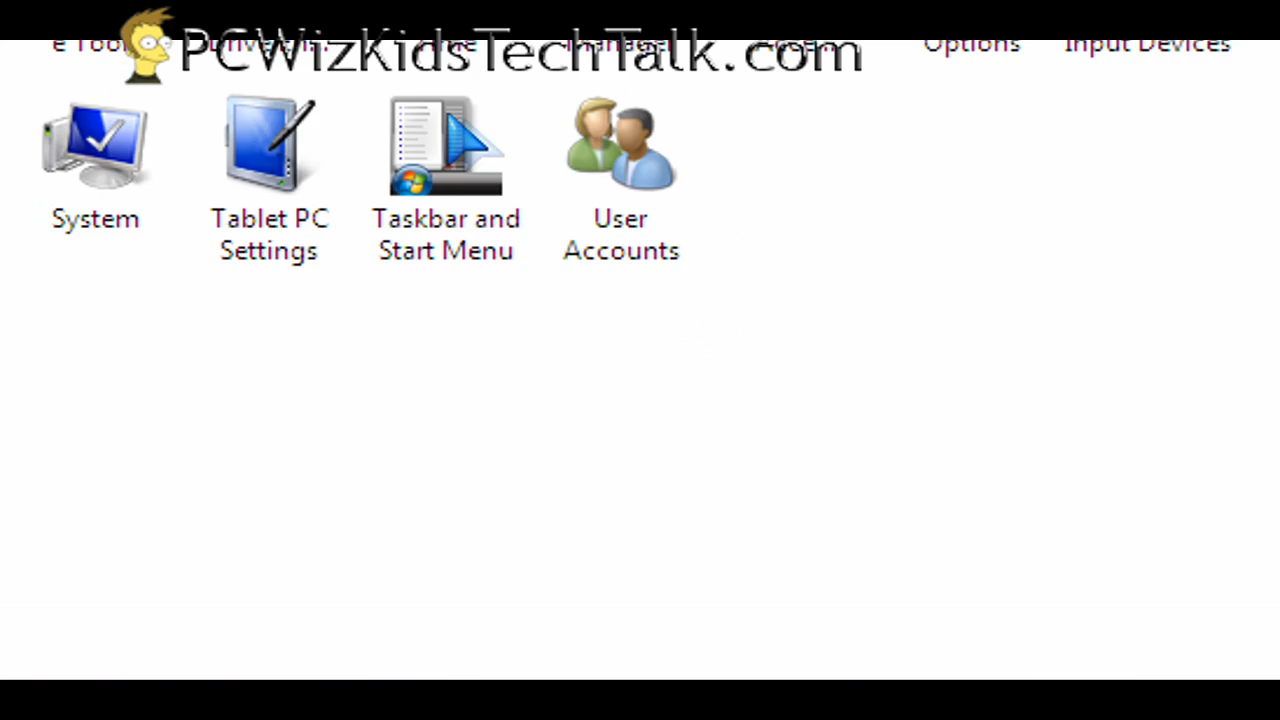 PCWizKidsTechTalk.com
Options
Input Devices
System
Tablet PC
Settings
Taskbar and
Start Menu
User
Accounts